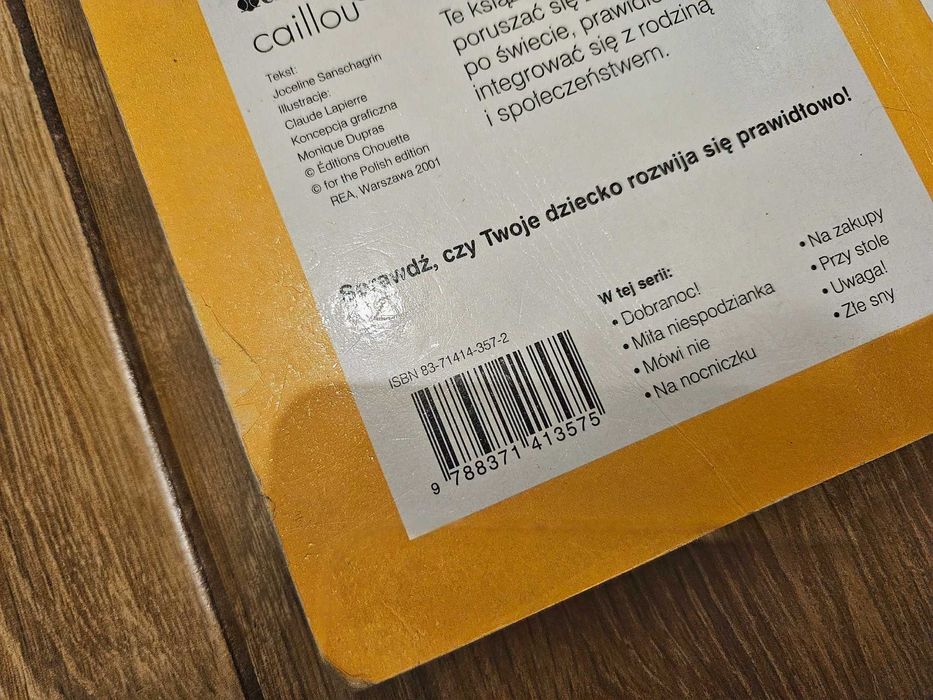 caillou
Tekst:
Joceline Sanschagrin
Ilustracje:
Claude Lapierre
Koncepcja graficzna
Monique Dupras
© Éditions Chouette
© for the Polish edition
REA, Warszawa 2001
Te
poruszać się
po świecie,
integrować się z rodziną
i społeczeństwem.
Sprawdź, czy Twoje dziecko rozwija się prawidłowo!
W tej serii:
• Dobranoc!
• Miła niespodzianka
• Mówi nie
• Na nocniczku
• Na zakupy
• Przy stole
• Uwaga!
• Złe sny
ISBN 83-71414-357-2
9 788371 413575